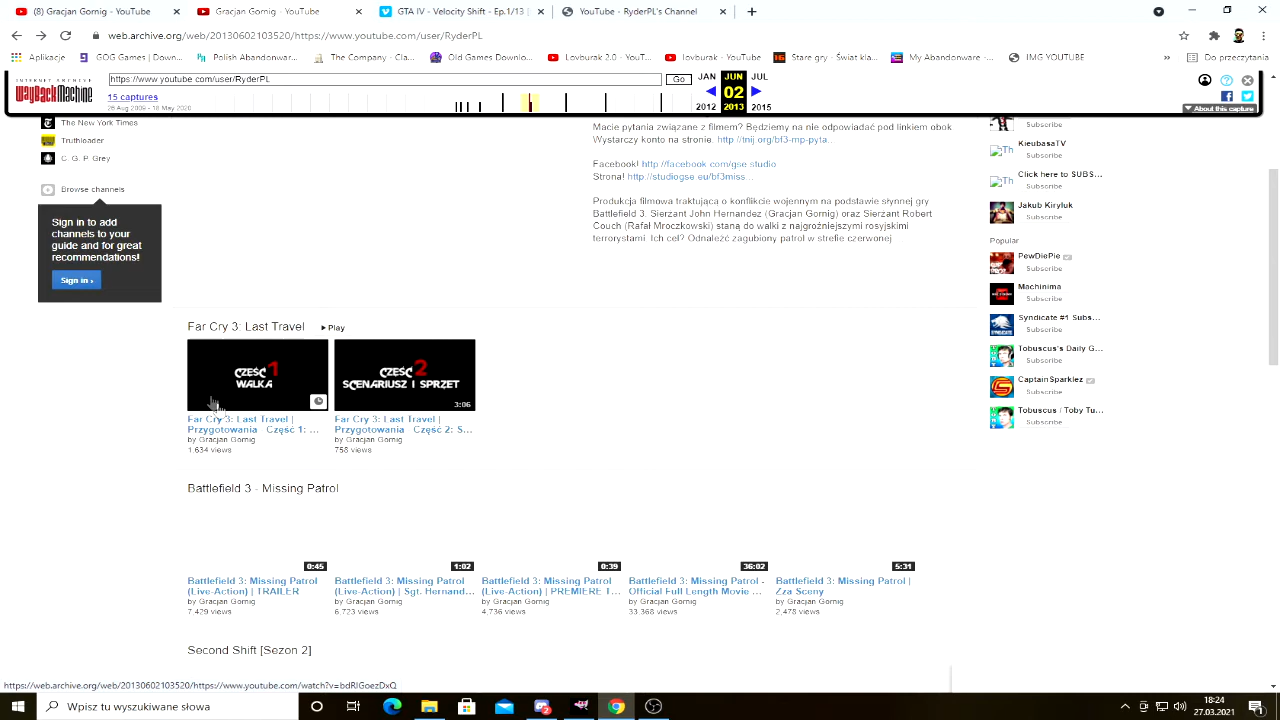 (8) Gracjan Gornig - YouTube
Gracjan Gornig - YouTube
GTA IV - Velocity Shift - Ep.1/13
YouTube - RyderPL's Channel
web.archive.org/web/20130602103520/https://www.youtube.com/user/RyderPL
Aplikacje
GOG Games | Downlo...
Polish Abandonwar...
The Company - Cla...
Old Games Downlo...
Lovburak 2.0 - YouT...
lovburak - YouTube
Stare gry - Świat kla...
My Abandonware -...
IMG YOUTUBE
»
Do przeczytania
INTERNET ARCHIVE
WayBackMachine
https://www.youtube.com/user/RyderPL
Go
JAN
JUN
JUL
15 captures
02
26 Aug 2009 - 18 May 2020
2012
2013
2015
About this capture
The New York Times
Truthloader
C. G. P. Grey
Browse channels
Sign in to add
channels to your
guide and for great
recommendations!
Sign in ›
Macie pytania związane z filmem? Będziemy na nie odpowiadać pod linkiem obok
Wystarczy konto na stronie. http://tnij.org/bf3-mp-pyta..
Facebook! http://facebook.com/gse.studio
Strona! http://studiogse.eu/bf3miss...
Produkcja filmowa traktująca o konflikcie wojennym na podstawie słynnej gry
Battlefield 3. Sierżant John Hernandez (Gracjan Gornig) oraz Sierżant Robert
Couch (Rafał Mroczkowski) staną do walki z najgroźniejszymi rosyjskimi
terrorystami. Ich cel? Odnaleźć zagubiony patrol w strefie czerwonej
Subscribe
KieubasaTV
Subscribe
Click here to SUBS...
Subscribe
Jakub Kiryluk
Subscribe
Popular
PewDiePie
Subscribe
Machinima
Subscribe
Syndicate #1 Subs...
Subscribe
Tobuscus's Daily G...
Subscribe
CaptainSparklez
Subscribe
Tobuscus / Toby Tu...
Subscribe
Far Cry 3: Last Travel
Play
CZĘŚĆ 1
WALKA
CZĘŚĆ 2
SCENARIUSZ I SPRZĘT
3:06
Far Cry 3: Last Travel |
Przygotowania Część 1: ...
by Gracjan Gornig
1,634 views
Far Cry 3: Last Travel |
Przygotowania Część 2: S...
by Gracjan Gornig
758 views
Battlefield 3 - Missing Patrol
0:45
1:02
0:39
36:02
5:31
Battlefield 3: Missing Patrol
(Live-Action) | TRAILER
by Gracjan Gornig
7,429 views
Battlefield 3: Missing Patrol
(Live-Action) | Sgt. Hernand...
by Gracjan Gornig
6,723 views
Battlefield 3: Missing Patrol
(Live-Action) | PREMIERE T...
by Gracjan Gornig
4,736 views
Battlefield 3: Missing Patrol -
Official Full Length Movie ...
by Gracjan Gornig
33,368 views
Battlefield 3: Missing Patrol |
Zza Sceny
by Gracjan Gornig
2,478 views
Second Shift [Sezon 2]
https://web.archive.org/web/20130602103520/https://www.youtube.com/watch?v=bdRIGoezDxQ
Wpisz tu wyszukiwane słowa
18:24
27.03.2021